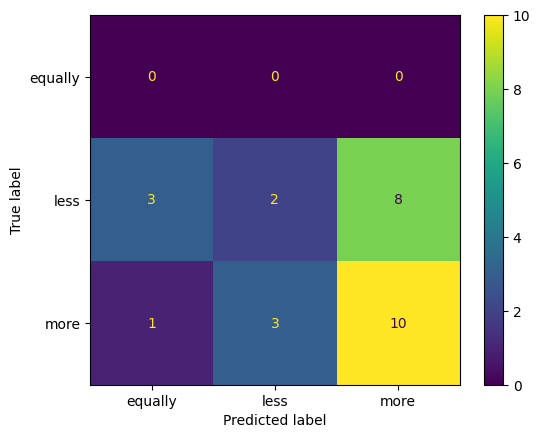 10
equally 0 0 0
8
6
True label
less 3 2 8
4
2
more 1 3 10
0
equally less more
Predicted label